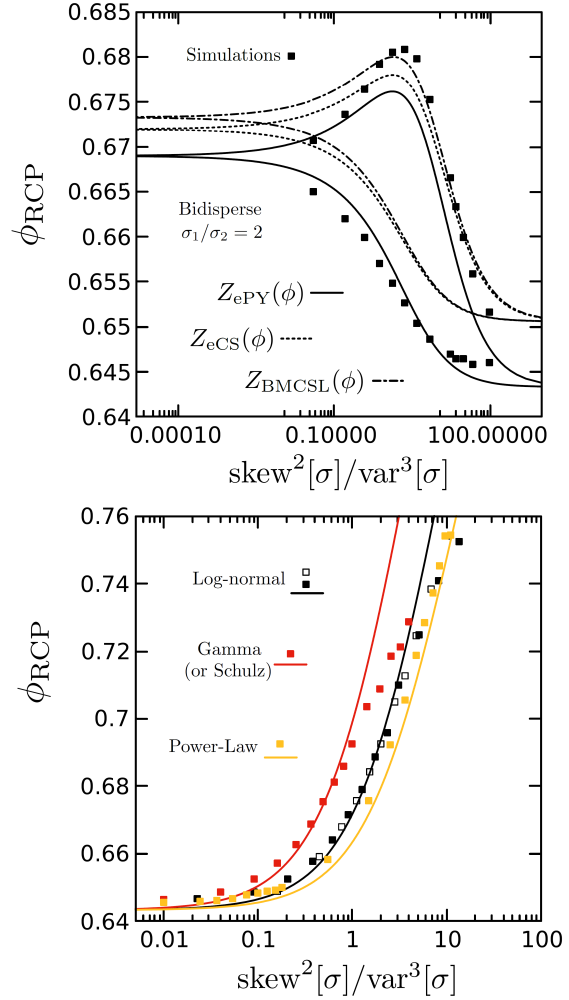 0.685
0.68
0.675
0.67
0.665
0.66
0.655
0.65
0.645
0.64
ϕRCP
Simulations
Bidisperse
σ1/σ2 = 2
ZePY(ϕ)
ZeCS(ϕ)
ZBMCSL(ϕ)
0.00010 0.10000 100.00000
skew²[σ]/var³[σ]
0.76
0.74
0.72
0.7
0.68
0.66
0.64
ϕRCP
Log-normal
Gamma
(or Schulz)
Power-Law
0.01 0.1 1 10 100
skew²[σ]/var³[σ]